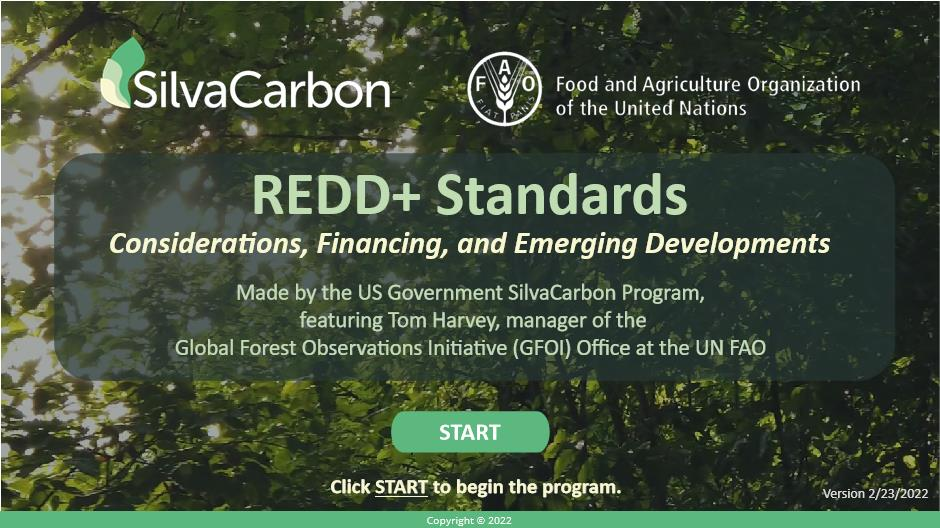 SilvaCarbon
F A O
FIAT PANIS
Food and Agriculture Organization
of the United Nations
REDD+ Standards
Considerations, Financing, and Emerging Developments
Made by the US Government SilvaCarbon Program,
featuring Tom Harvey, manager of the
Global Forest Observations Initiative (GFOI) Office at the UN FAO
START
Click START to begin the program.
Version 2/23/2022
Copyright © 2022